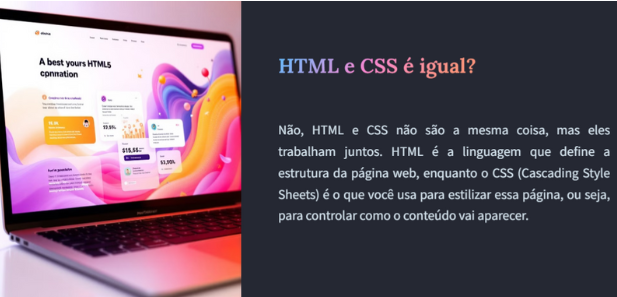 A best yours HTML5
cpnmation
HTML e CSS é igual?
Não, HTML e CSS não são a mesma coisa, mas eles
trabalham juntos. HTML é a linguagem que define a
estrutura da página web, enquanto o CSS (Cascading Style
Sheets) é o que você usa para estilizar essa página, ou seja,
para controlar como o conteúdo vai aparecer.